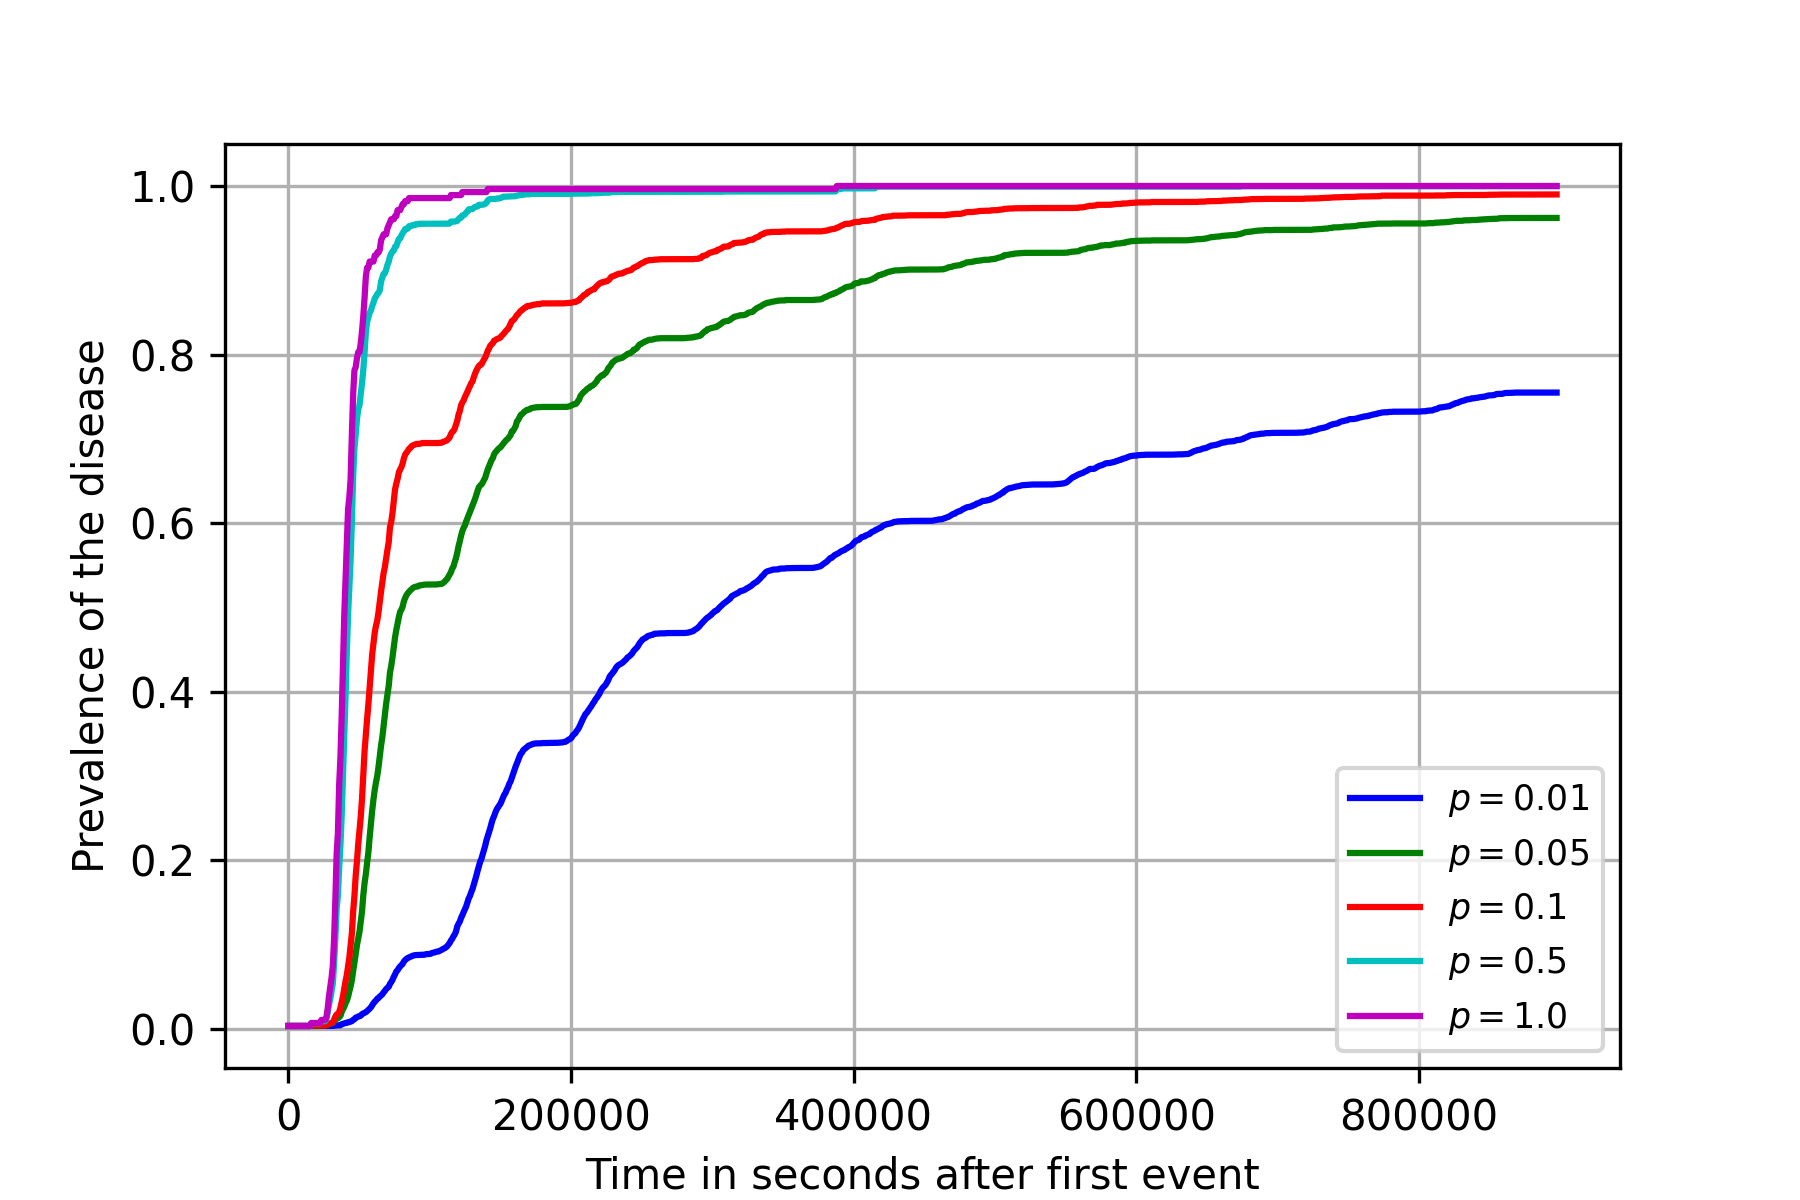 1.0
0.8
0.6
0.4
0.2
0.0
Prevalence of the disease
p = 0.01
p = 0.05
p = 0.1
p = 0.5
p = 1.0
0 200000 400000 600000 800000
Time in seconds after first event